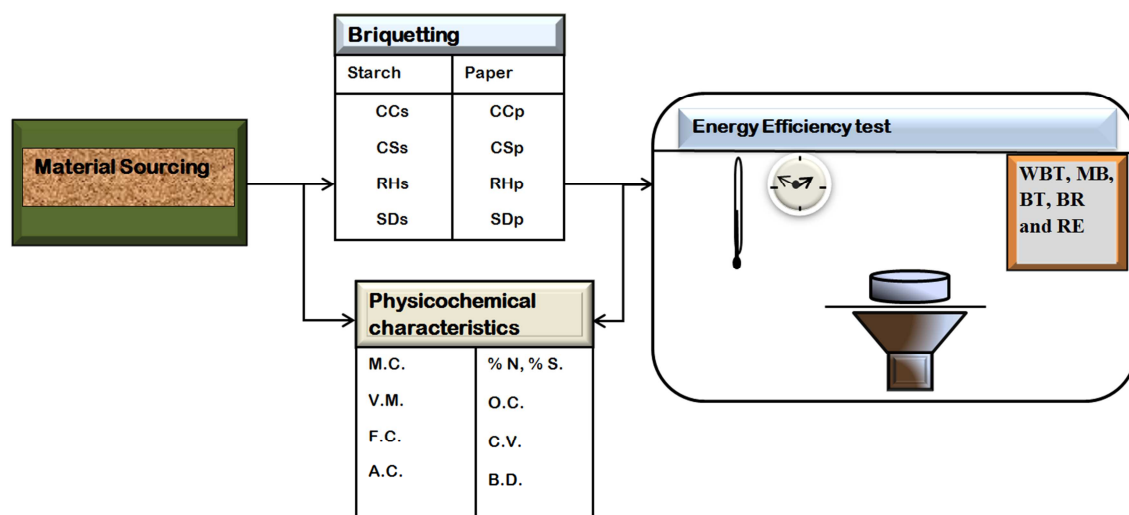 Material Sourcing
Briquetting
Starch Paper
CCs CCp
CSs CSp
RHs RHp
SDs SDp
Physicochemical
characteristics
M.C. % N, % S.
V.M. O.C.
F.C. C.V.
A.C. B.D.
Energy Efficiency test
WBT, MB,
BT, BR
and RE